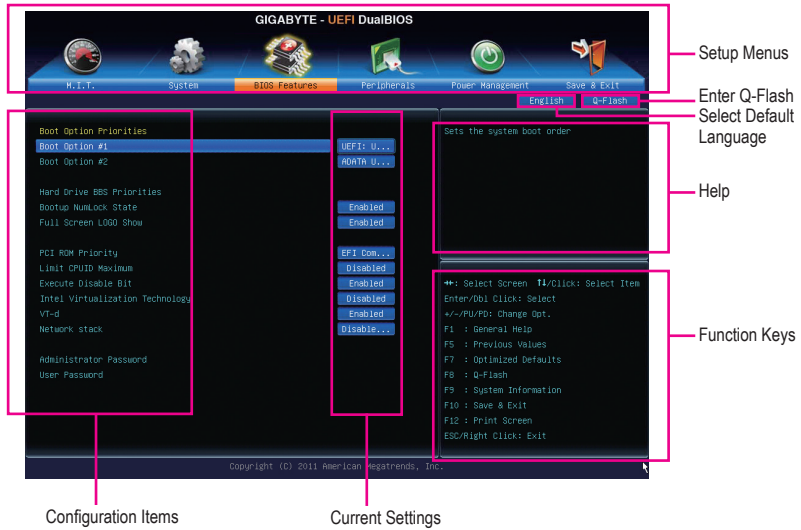 GIGABYTE - UEFI DualBIOS
M.I.T. System BIOS Features Peripherals Power Management Save & Exit
Setup Menus
English Q-Flash
Enter Q-Flash
Select Default
Language
Boot Option Priorities
Boot Option #1 UEFI: U...
Boot Option #2 ADATA U...
Hard Drive BBS Priorities
Bootup NumLock State Enabled
Full Screen LOGO Show Enabled
PCI ROM Priority EFI Com...
Limit CPUID Maximum Disabled
Execute Disable Bit Enabled
Intel Virtualization Technology Disabled
VT-d Enabled
Network stack Disable...
Administrator Password
User Password
Sets the system boot order
Help
→←: Select Screen ↑↓/Click: Select Item
Enter/Dbl Click: Select
+/-/PU/PD: Change Opt.
F1 : General Help
F5 : Previous Values
F7 : Optimized Defaults
F8 : Q-Flash
F9 : System Information
F10 : Save & Exit
F12 : Print Screen
ESC/Right Click: Exit
Function Keys
Copyright (C) 2011 American Megatrends, Inc.
Configuration Items
Current Settings